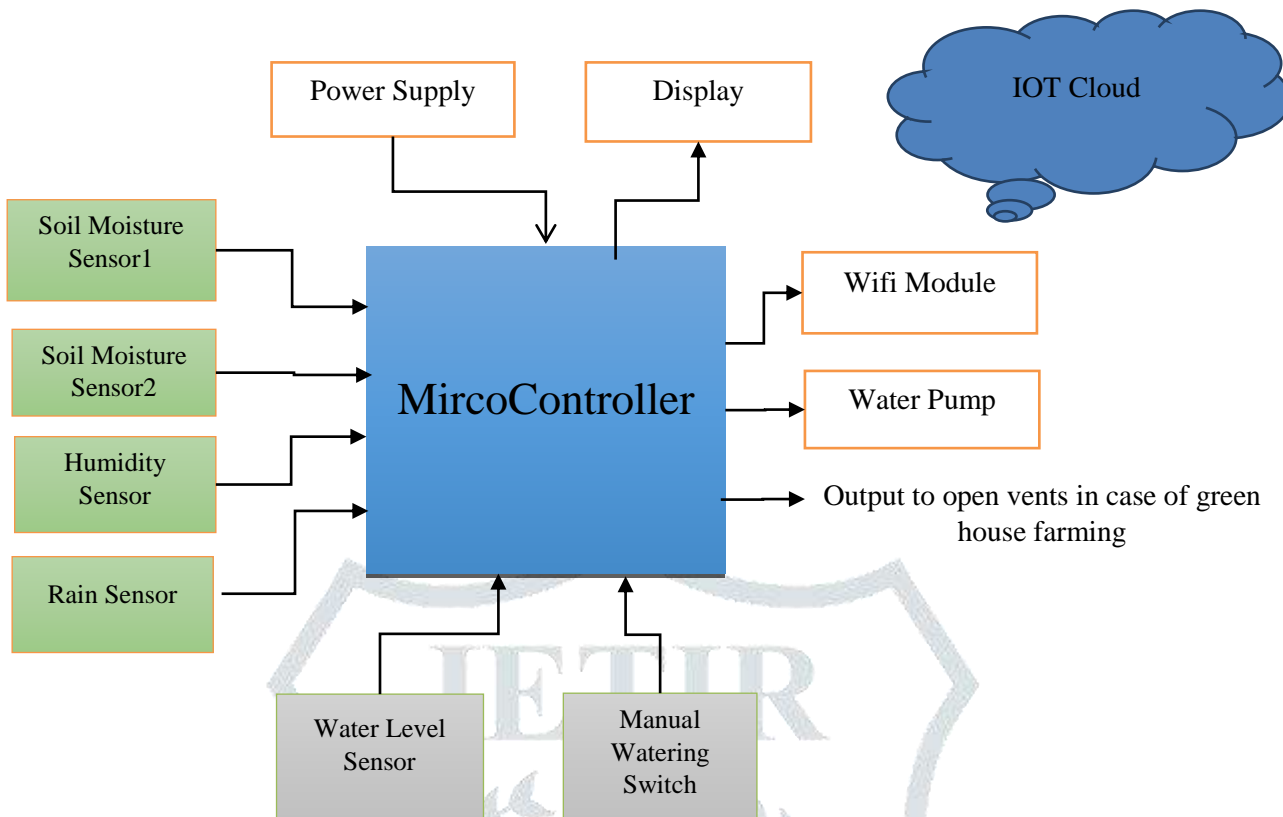 Power Supply
Display
IOT Cloud
Soil Moisture
Sensor1
Soil Moisture
Sensor2
Humidity
Sensor
Rain Sensor
MircoController
Wifi Module
Water Pump
Output to open vents in case of green
house farming
Water Level
Sensor
Manual
Watering
Switch
JETIR